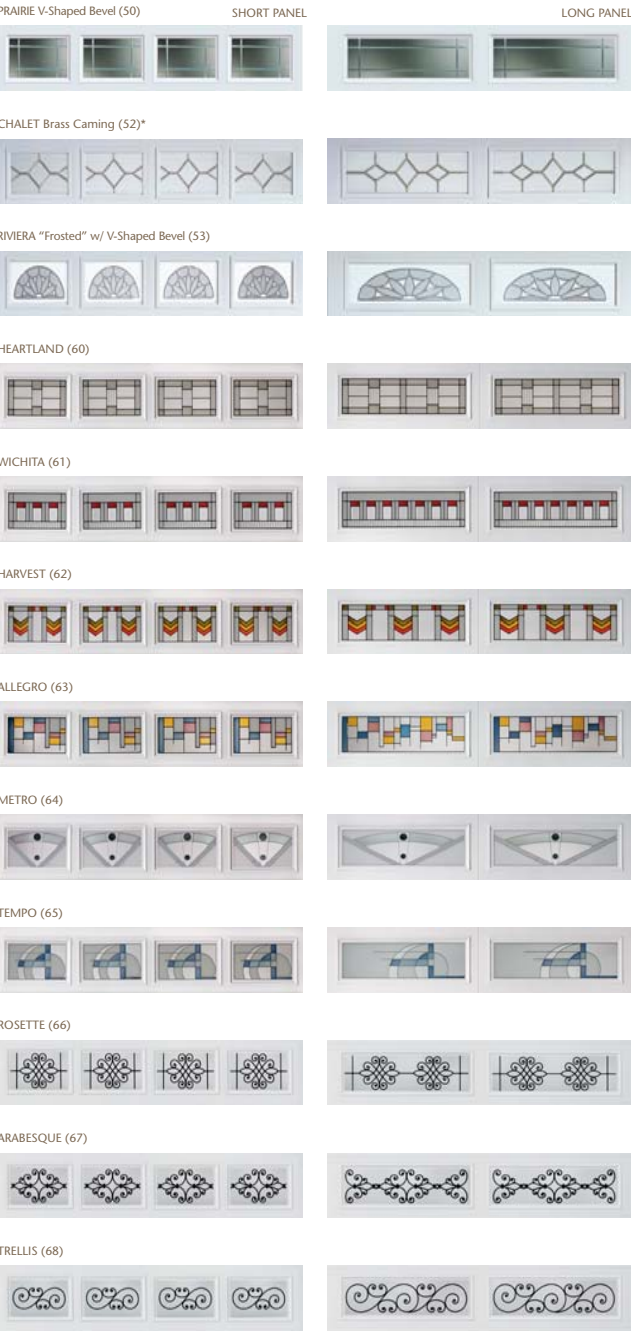 PRAIRIE V-Shaped Bevel (50) SHORT PANEL LONG PANEL
CHALET Brass Caming (52)*
RIVIERA "Frosted" w/ V-Shaped Bevel (53)
HEARTLAND (60)
WICHITA (61)
HARVEST (62)
ALLEGRO (63)
METRO (64)
TEMPO (65)
ROSETTE (66)
ARABESQUE (67)
TRELLIS (68)